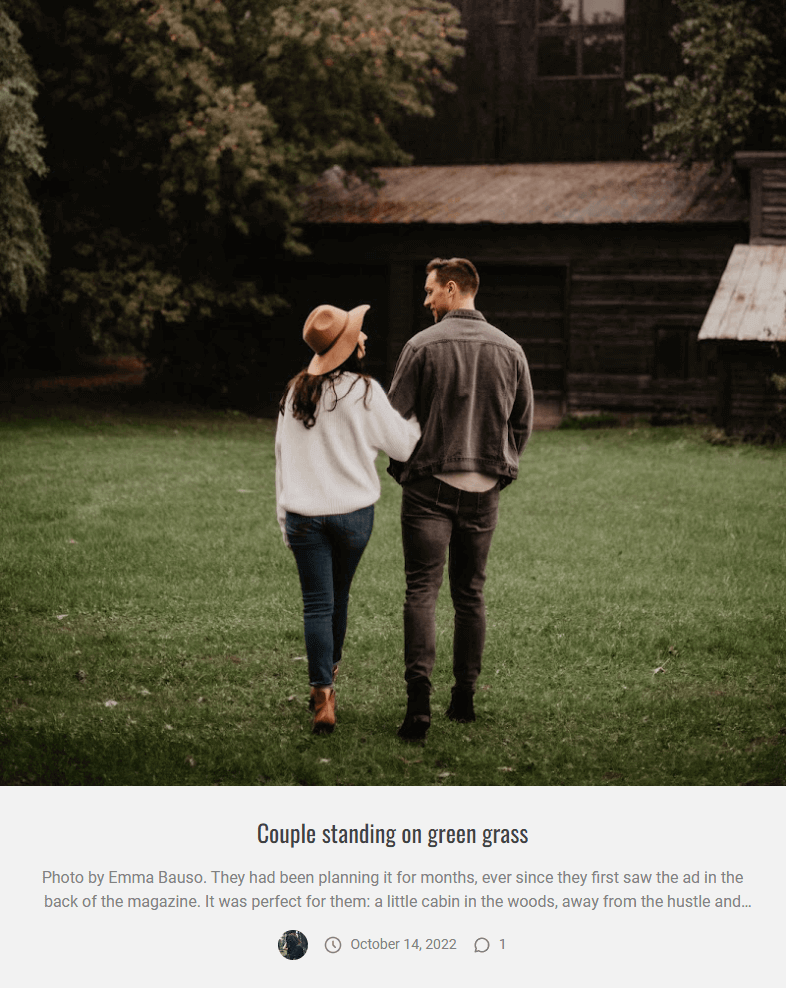 Couple standing on green grass
Photo by Emma Bauso. They had been planning it for months, ever since they first saw the ad in the
back of the magazine. It was perfect for them: a little cabin in the woods, away from the hustle and...
October 14, 2022 1